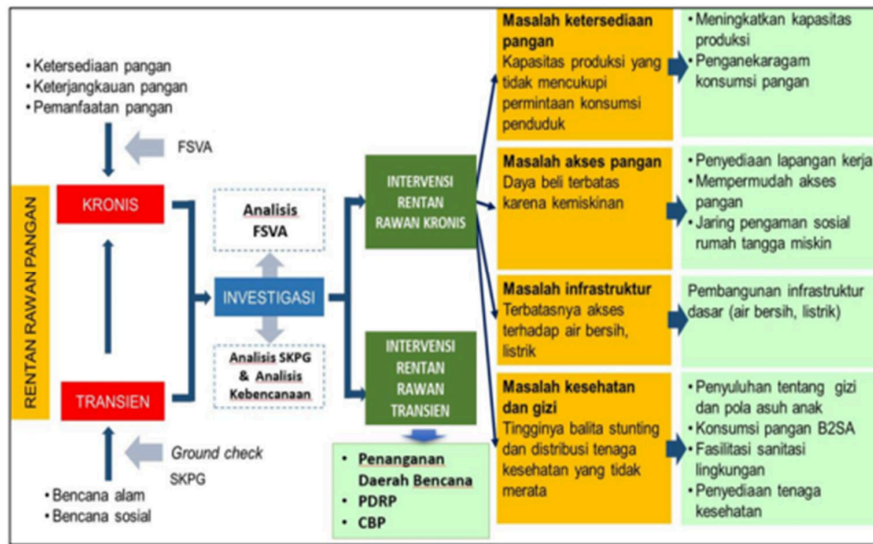 • Ketersediaan pangan
• Keterjangkauan pangan
• Pemanfaatan pangan
FSVA
RENTAN RAWAN PANGAN
KRONIS
TRANSIEN
Ground check
SKPG
• Bencana alam
• Bencana sosial
Analisis
FSVA
INVESTIGASI
Analisis SKPG
& Analisis
Kebencanaan
INTERVENSI
RENTAN
RAWAN KRONIS
INTERVENSI
RENTAN
RAWAN
TRANSIEN
• Penanganan
Daerah Bencana
• PDRP
• CBP
Masalah ketersediaan
pangan
Kapasitas produksi yang
tidak mencukupi
permintaan konsumsi
penduduk
• Meningkatkan kapasitas
produksi
• Penganekaragam
konsumsi pangan
Masalah akses pangan
Daya beli terbatas
karena kemiskinan
• Penyediaan lapangan kerja
• Mempermudah akses
pangan
• Jaring pengaman sosial
rumah tangga miskin
Masalah infrastruktur
Terbatasnya akses
terhadap air bersih,
listrik
Pembangunan infrastruktur
dasar (air bersih, listrik)
Masalah kesehatan
dan gizi
Tingginya balita stunting
dan distribusi tenaga
kesehatan yang tidak
merata
• Penyuluhan tentang gizi
dan pola asuh anak
• Konsumsi pangan B2SA
• Fasilitasi sanitasi
lingkungan
• Penyediaan tenaga
kesehatan